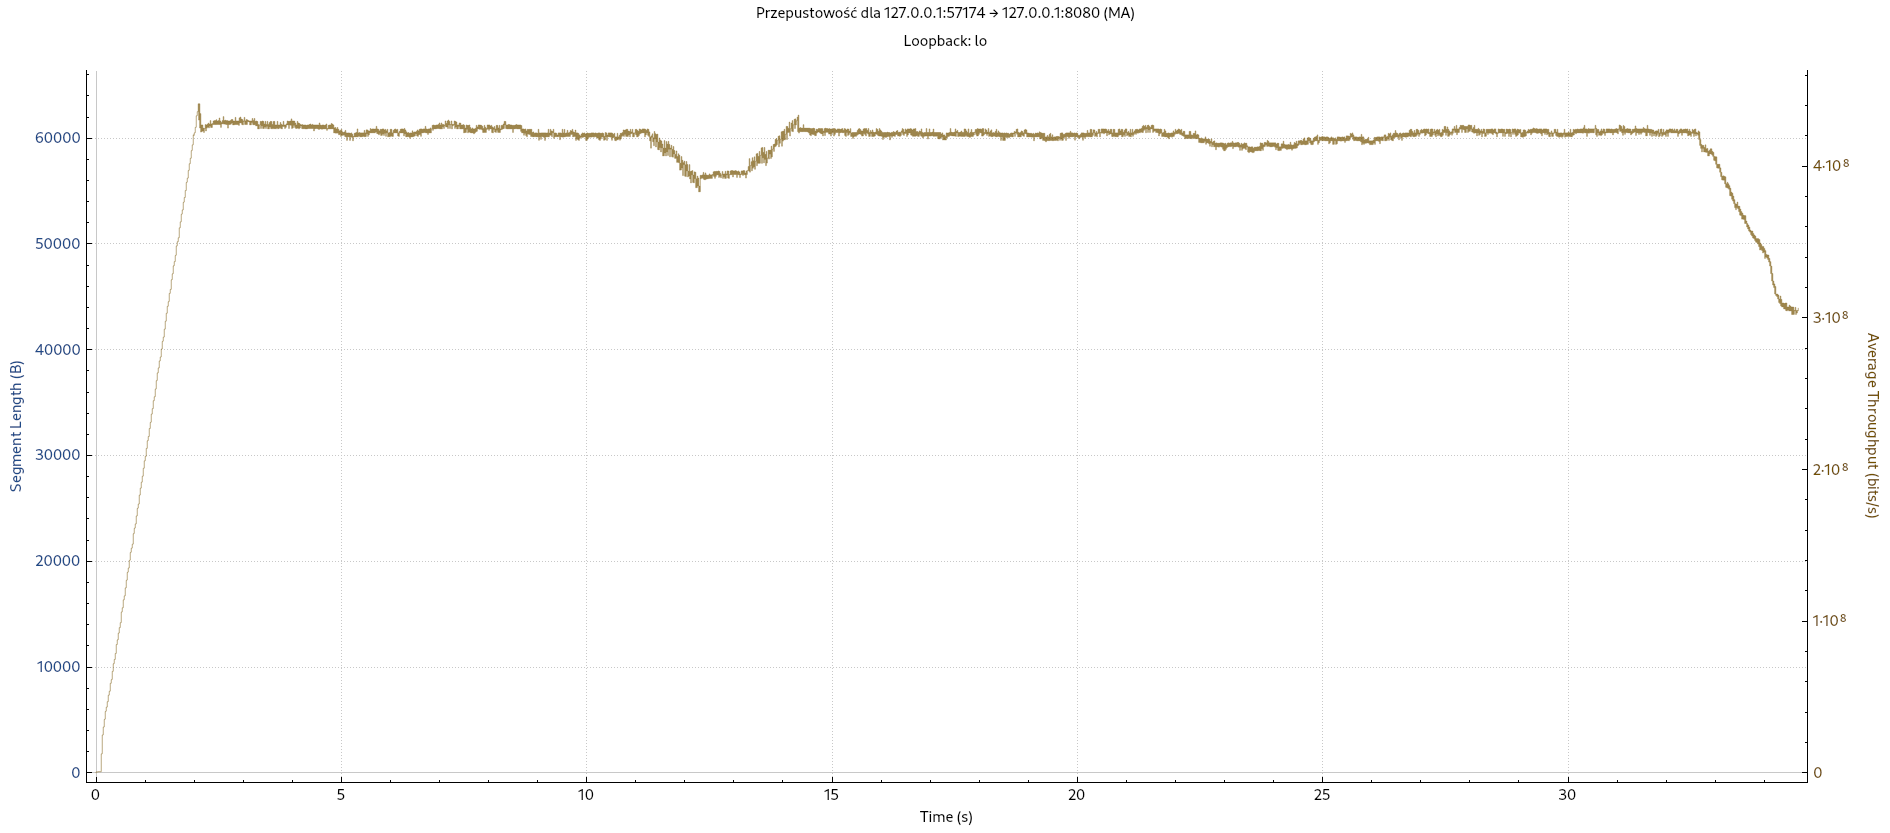 Przepustowość dla 127.0.0.1:57174 → 127.0.0.1:8080 (MA)
Loopback: lo
60000
50000
40000
30000
20000
10000
0
Segment Length (B)
4·10⁸
3·10⁸
2·10⁸
1·10⁸
0
Average Throughput (bits/s)
0 5 10 15 20 25 30
Time (s)